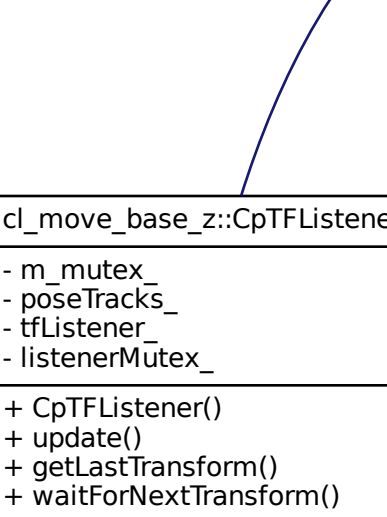 cl_move_base_z::CpTFListene
- m_mutex_
- poseTracks_
- tfListener_
- listenerMutex_
+ CpTFListener()
+ update()
+ getLastTransform()
+ waitForNextTransform()